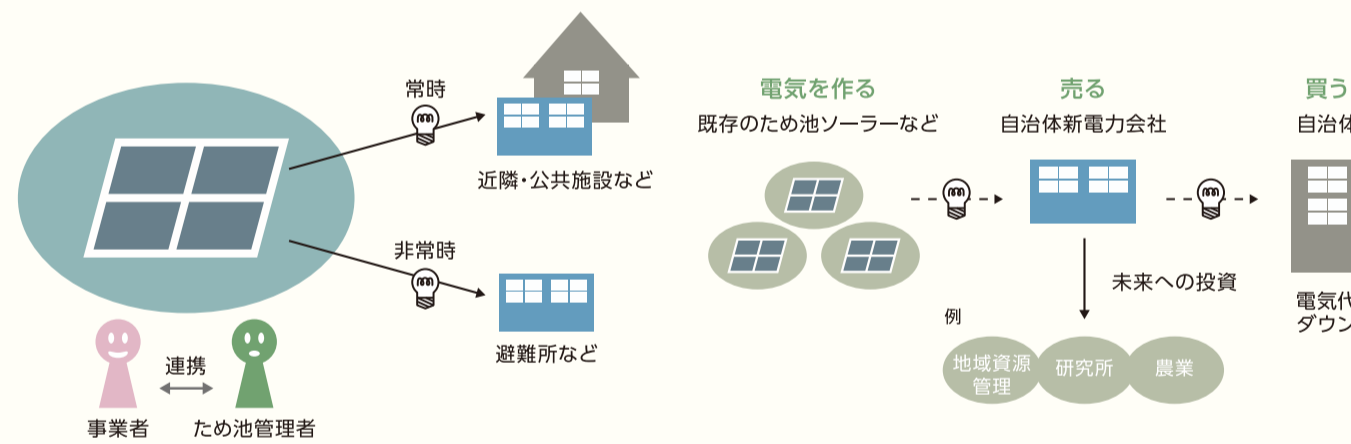 常時
近隣・公共施設など
非常時
避難所など
連携
事業者
ため池管理者
電気を作る
既存のため池ソーラーなど
売る
自治体新電力会社
未来への投資
例
地域資源
管理
研究所
農業
買う
自治体
電気代
ダウン